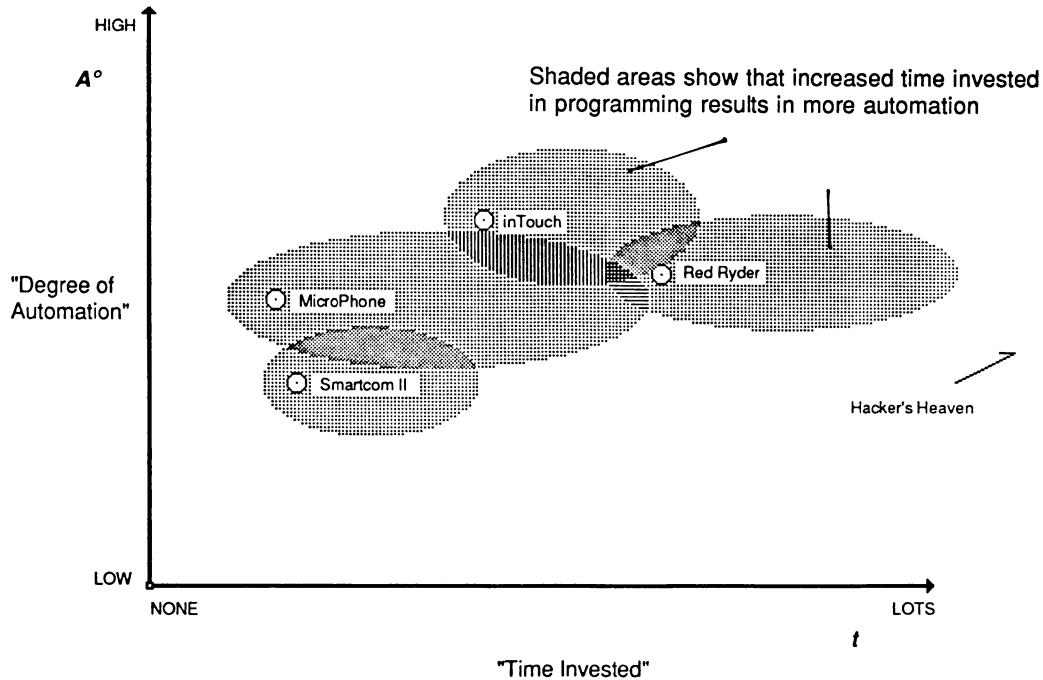 HIGH
A°
Shaded areas show that increased time invested
in programming results in more automation
inTouch
Red Ryder
"Degree of
Automation"
MicroPhone
Smartcom II
Hacker's Heaven
LOW
NONE
LOTS
t
"Time Invested"